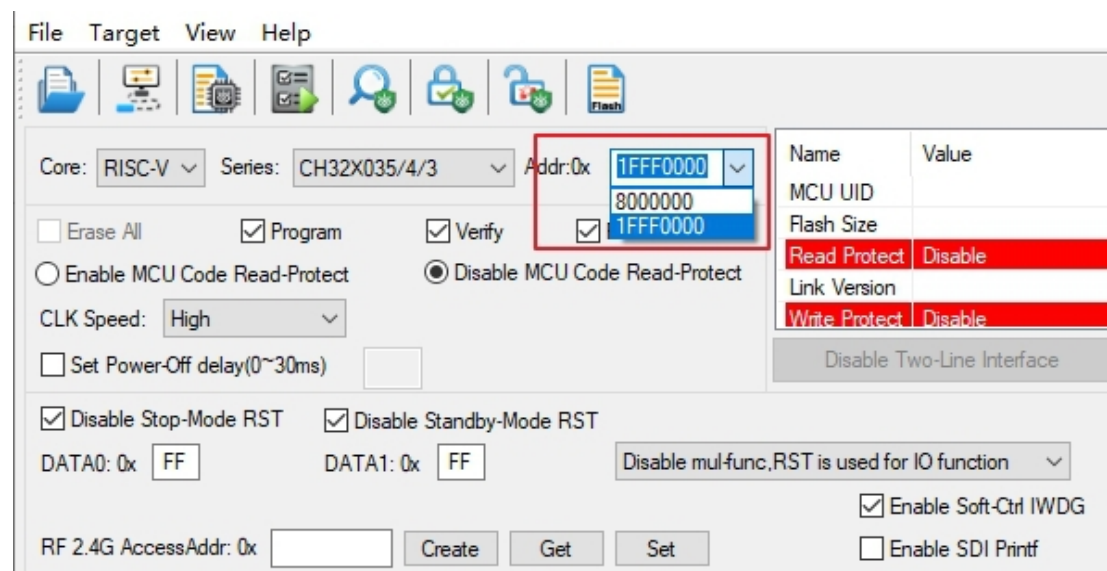 File Target View Help
Flash
Core: RISC-V Series: CH32X035/4/3 Addr:0x 1FFF0000
8000000
1FFF0000
Erase All Program Verify
Enable MCU Code Read-Protect Disable MCU Code Read-Protect
CLK Speed: High
Set Power-Off delay(0~30ms)
Name Value
MCU UID
Flash Size
Read Protect Disable
Link Version
Write Protect Disable
Disable Two-Line Interface
Disable Stop-Mode RST Disable Standby-Mode RST
DATA0: 0x FF DATA1: 0x FF Disable mul-func,RST is used for IO function
Enable Soft-Ctrl IWDG
RF 2.4G AccessAddr: 0x Create Get Set Enable SDI Printf